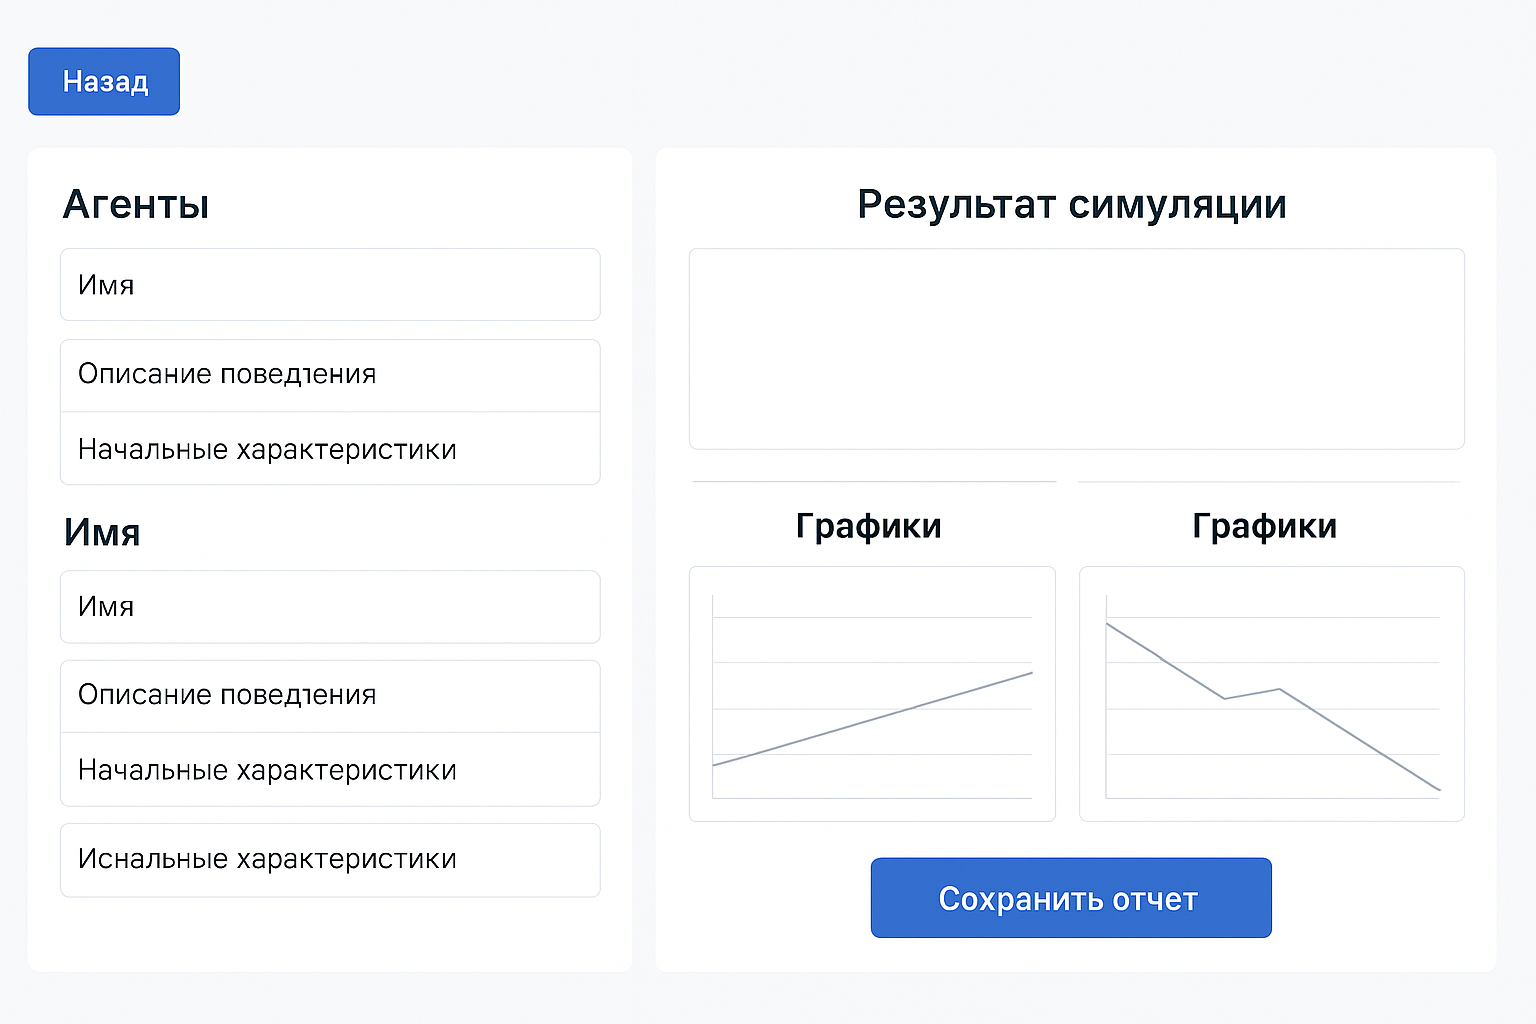 Назад
Агенты
Имя
Описание поведения
Начальные характеристики
Имя
Имя
Описание поведения
Начальные характеристики
Иснальные характеристики
Результат симуляции
Графики
Графики
Сохранить отчет